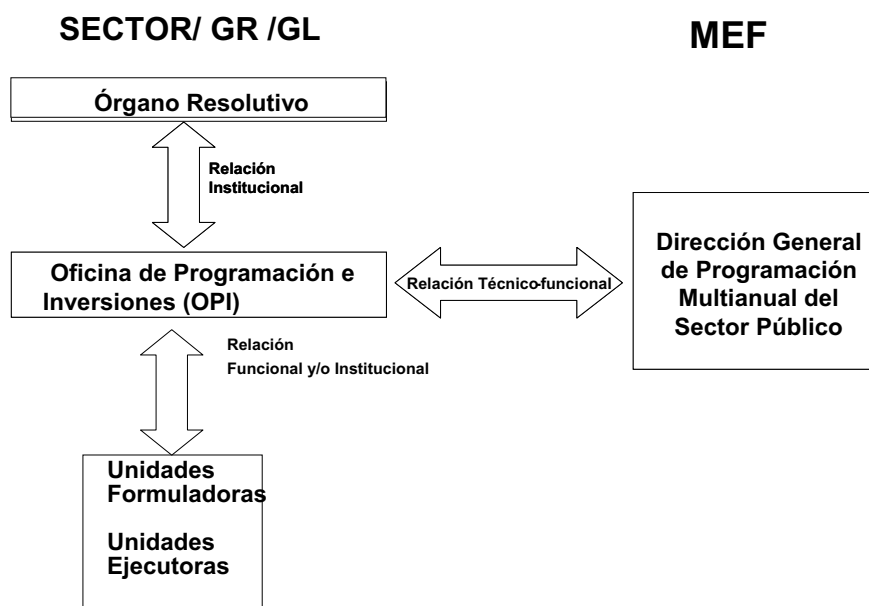 SECTOR/ GR /GL
MEF
Órgano Resolutivo
Relación
Institucional
Oficina de Programación e
Inversiones (OPI)
Relación Técnico-funcional
Dirección General
de Programación
Multianual del
Sector Público
Relación
Funcional y/o Institucional
Unidades
Formuladoras
Unidades
Ejecutoras